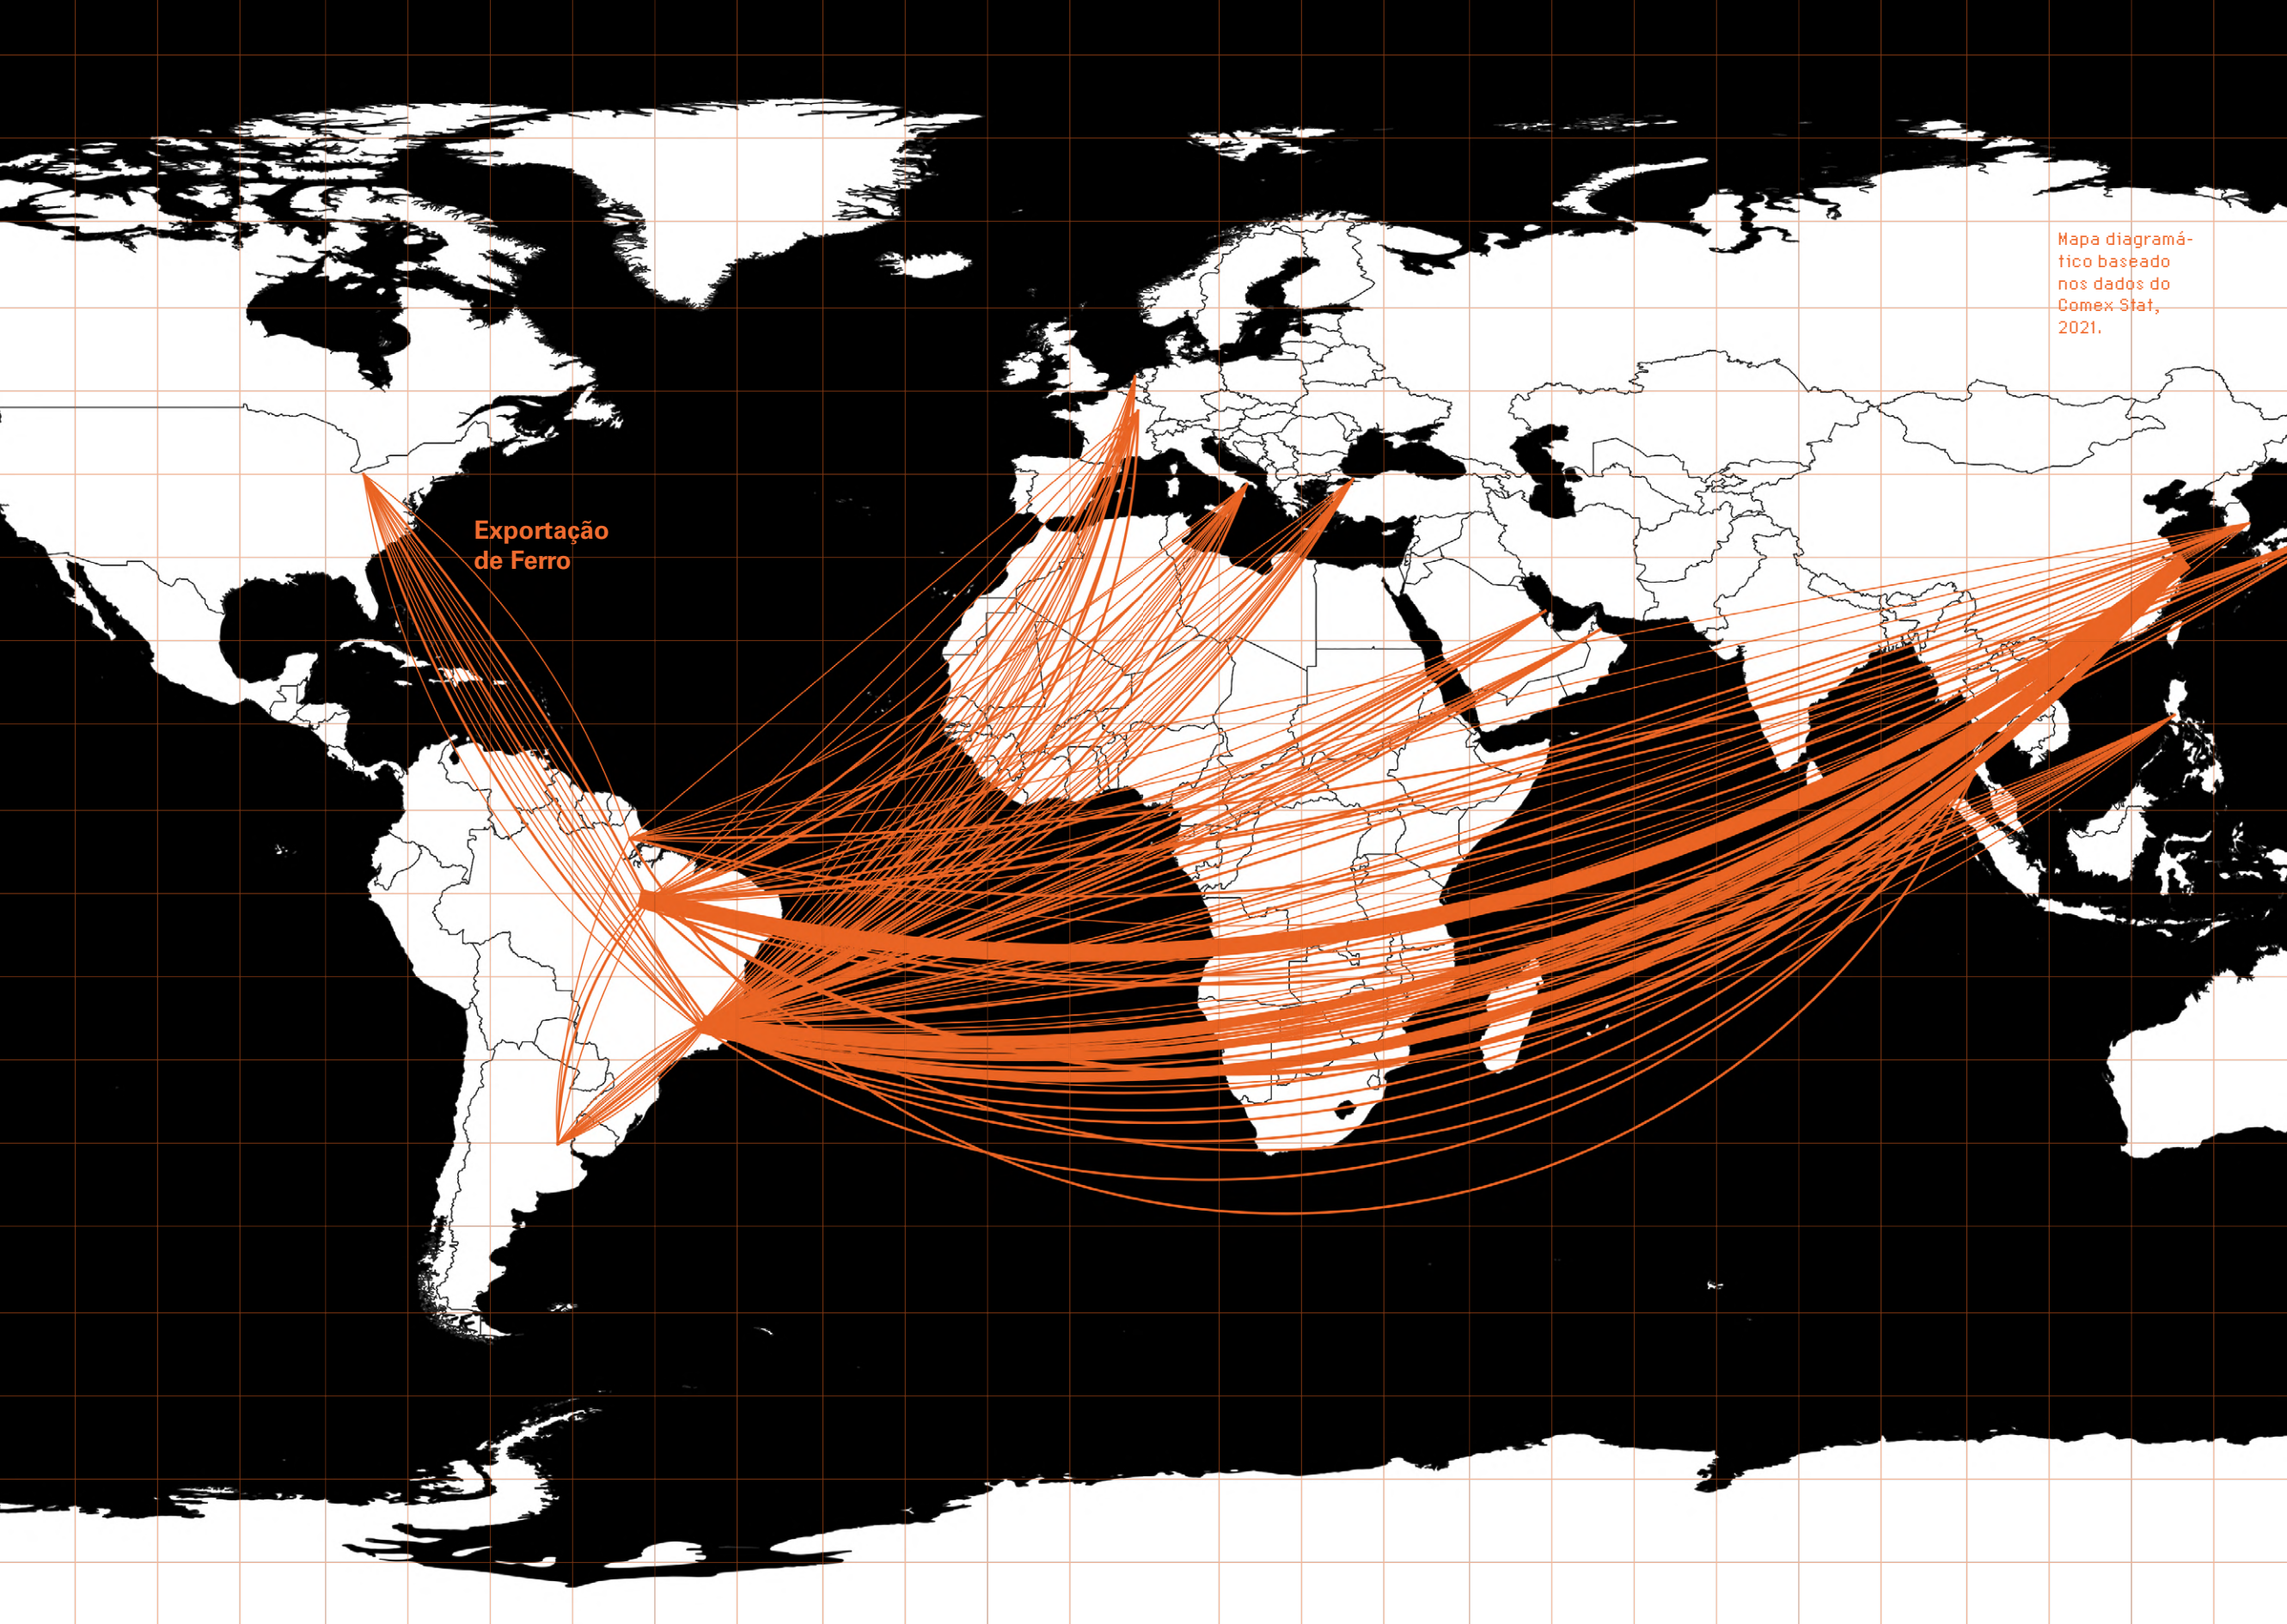 Mapa diagramá-
tico baseado
nos dados do
Comex Stat,
2021.
Exportação
de Ferro